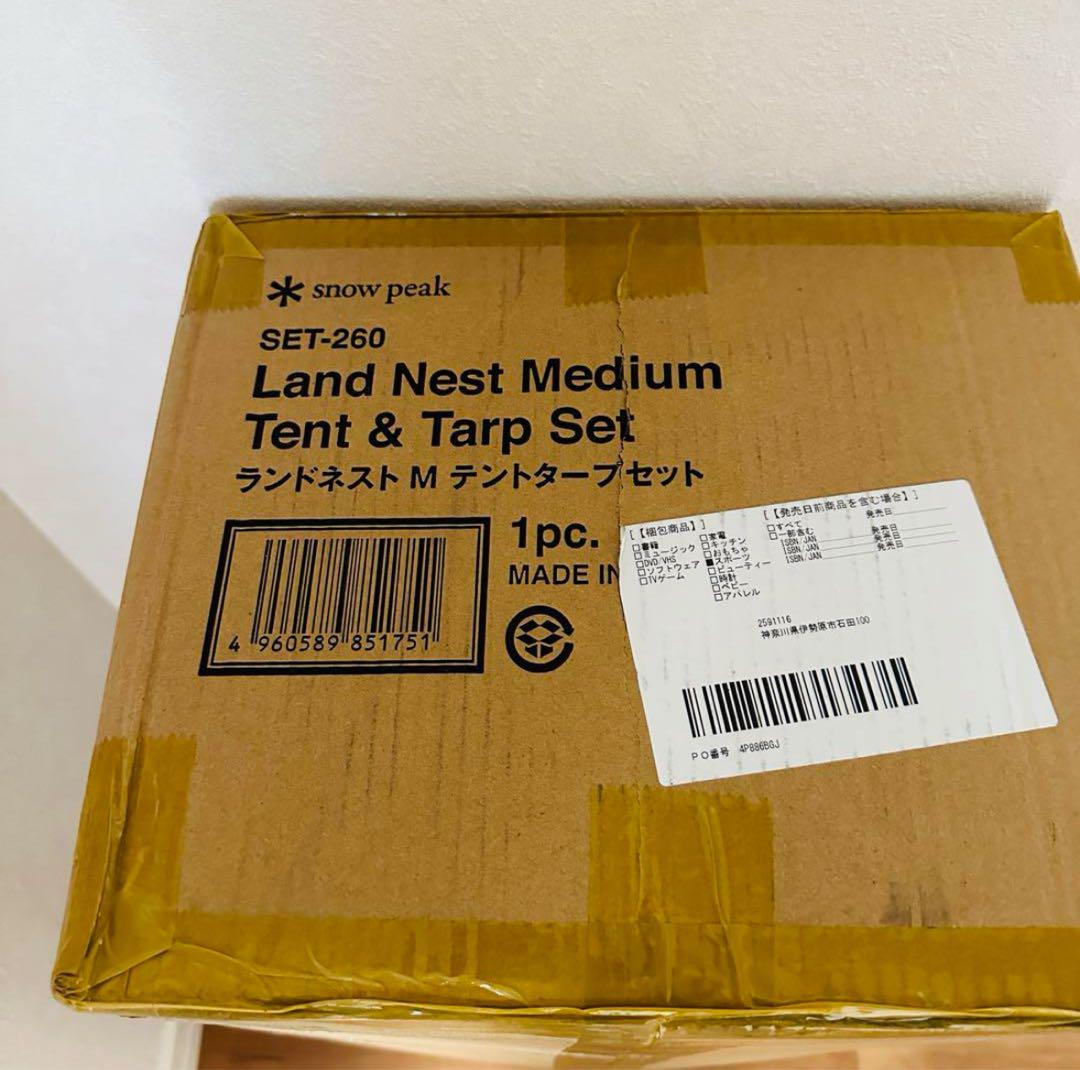 snow peak
SET-260
Land Nest Medium
Tent & Tarp Set
ランドネスト M テントタープセット
1pc.
MADE IN
4 960589 851751
[【梱包商品】]
□書籍
□ミュージック
□DVD/VHS
□ソフトウェア
□TVゲーム
□家電
□キッチン
□おもちゃ
■スポーツ
□ビューティー
□時計
□ベビー
□アパレル
[【発売日前商品を含む場合】]
□すべて 発売日
□一部含む
ISBN/JAN 発売日
ISBN/JAN 発売日
ISBN/JAN 発売日
2591116
神奈川県伊勢原市石田100
PO番号 4P886BGJ